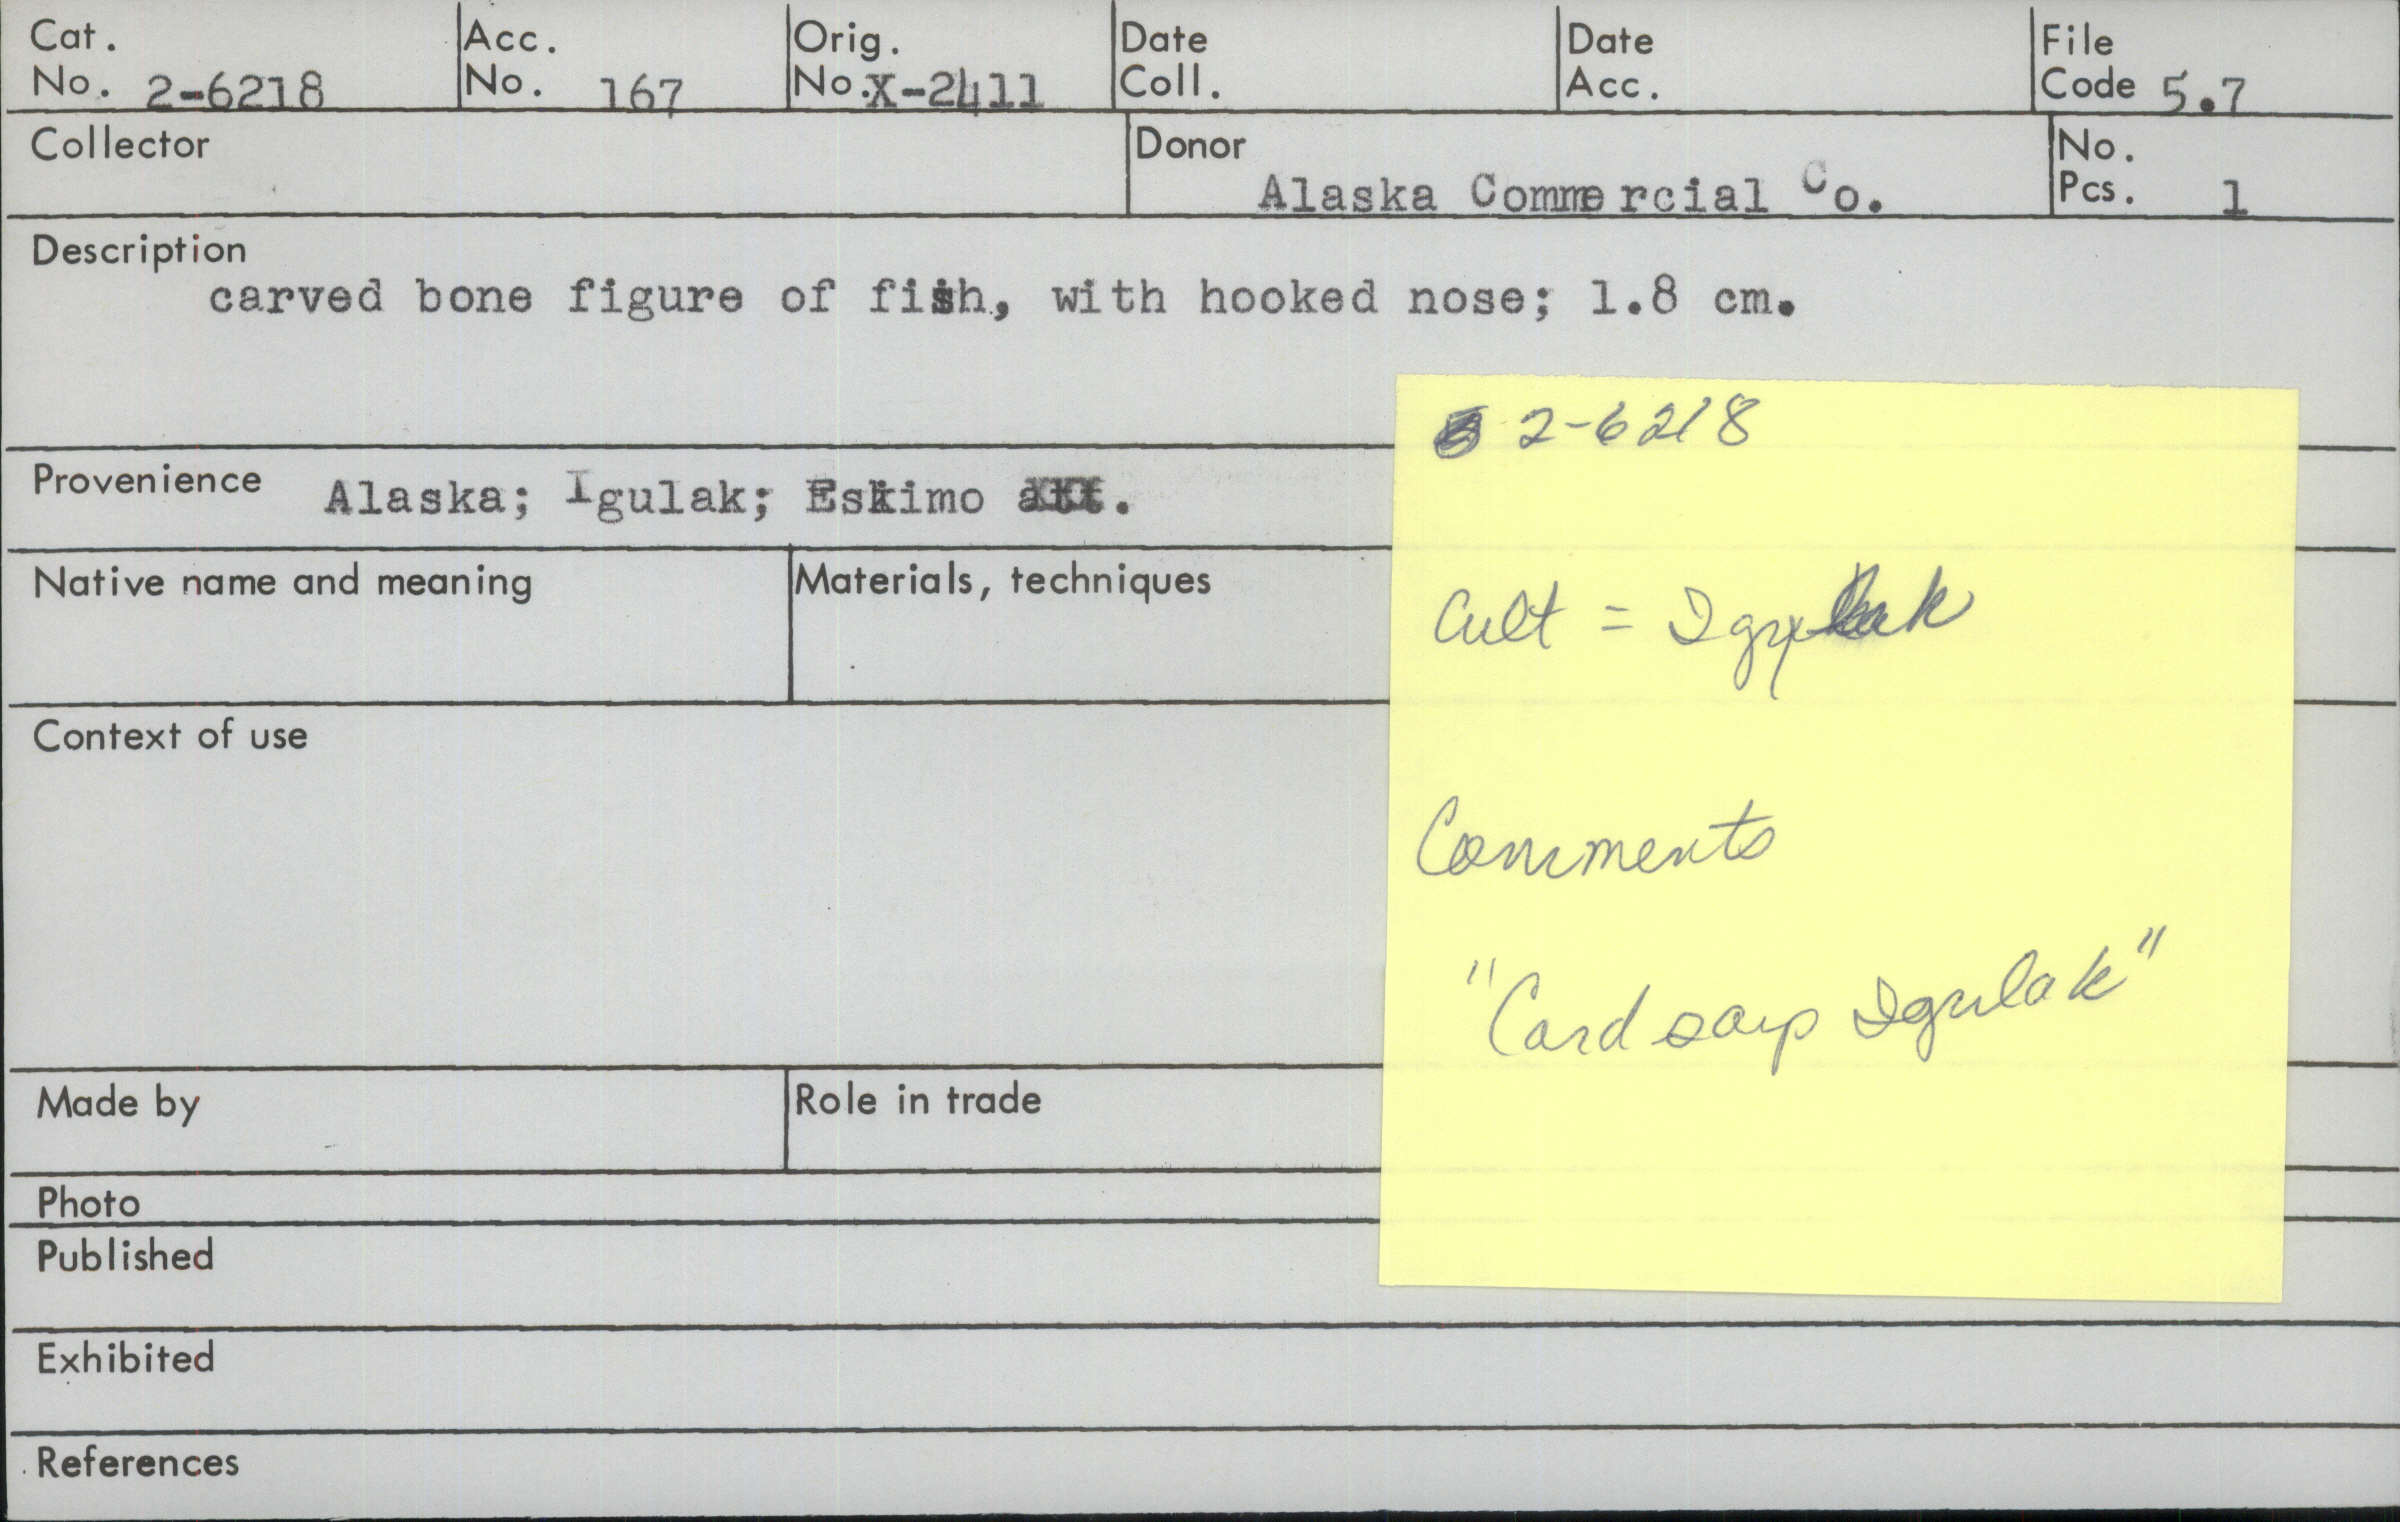 Cat. No. 2-6218
Acc. No. 167
Orig. No. X-2411
Date Coll.
Date Acc.
File Code 5.7
Collector
Donor Alaska Commercial Co.
No. Pcs. 1
Description
carved bone figure of fish, with hooked nose; 1.8 cm.
Provenience Alaska; Igulak; Eskimo
Native name and meaning
Materials, techniques
Context of use
Made by
Role in trade
Photo
Published
Exhibited
References
2-6218
Cult =
Comments
"Card says Igulak"